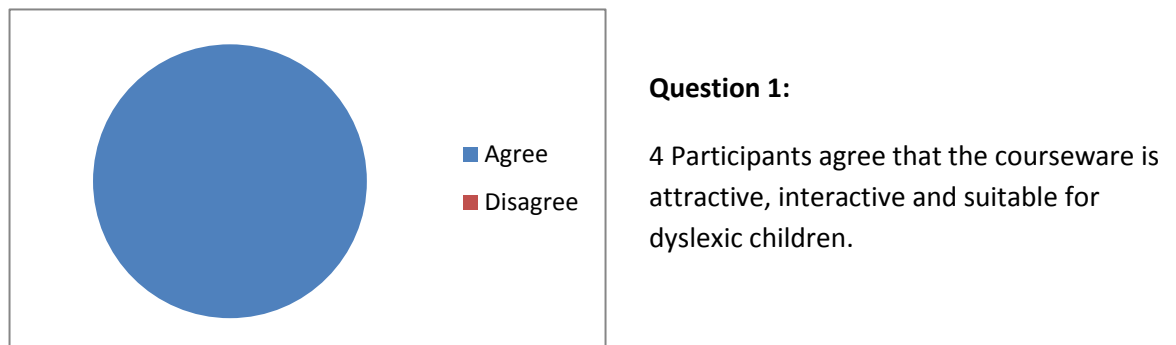 Agree
Disagree
Question 1:
4 Participants agree that the courseware is
attractive, interactive and suitable for
dyslexic children.